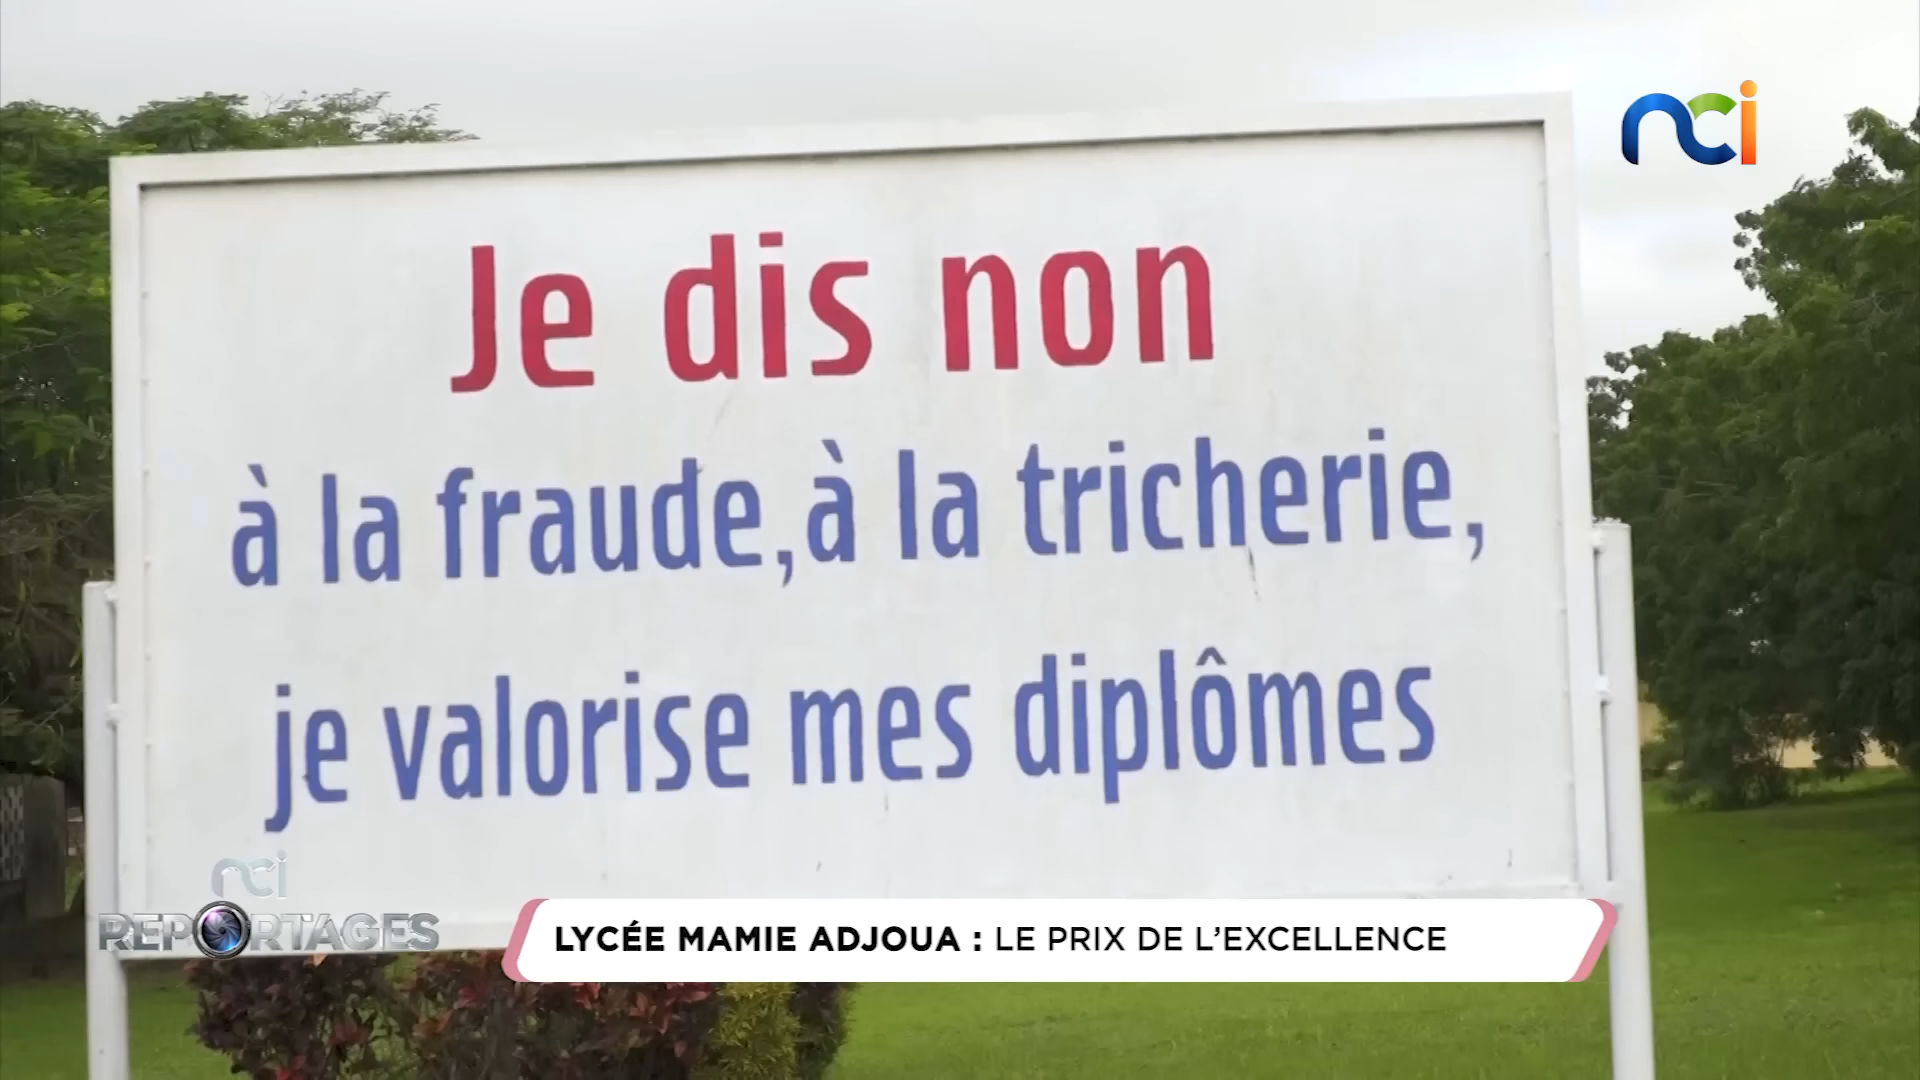 nci
Je dis non
à la fraude,à la tricherie,
je valorise mes diplômes
nci
REPORTAGES
LYCÉE MAMIE ADJOUA : LE PRIX DE L’EXCELLENCE